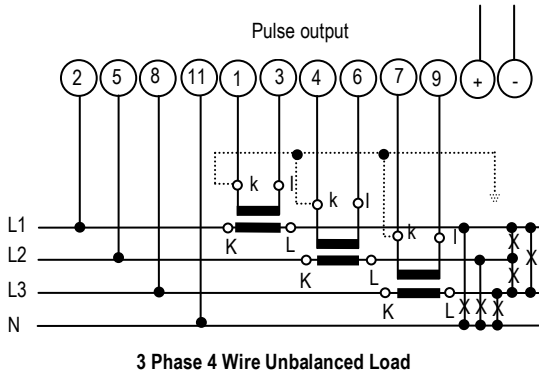 Pulse output
2 5 8 11 1 3 4 6 7 9 + -
k l k l k l
L1
K L
L2
K L
L3
K L
N
X X X X X X
3 Phase 4 Wire Unbalanced Load